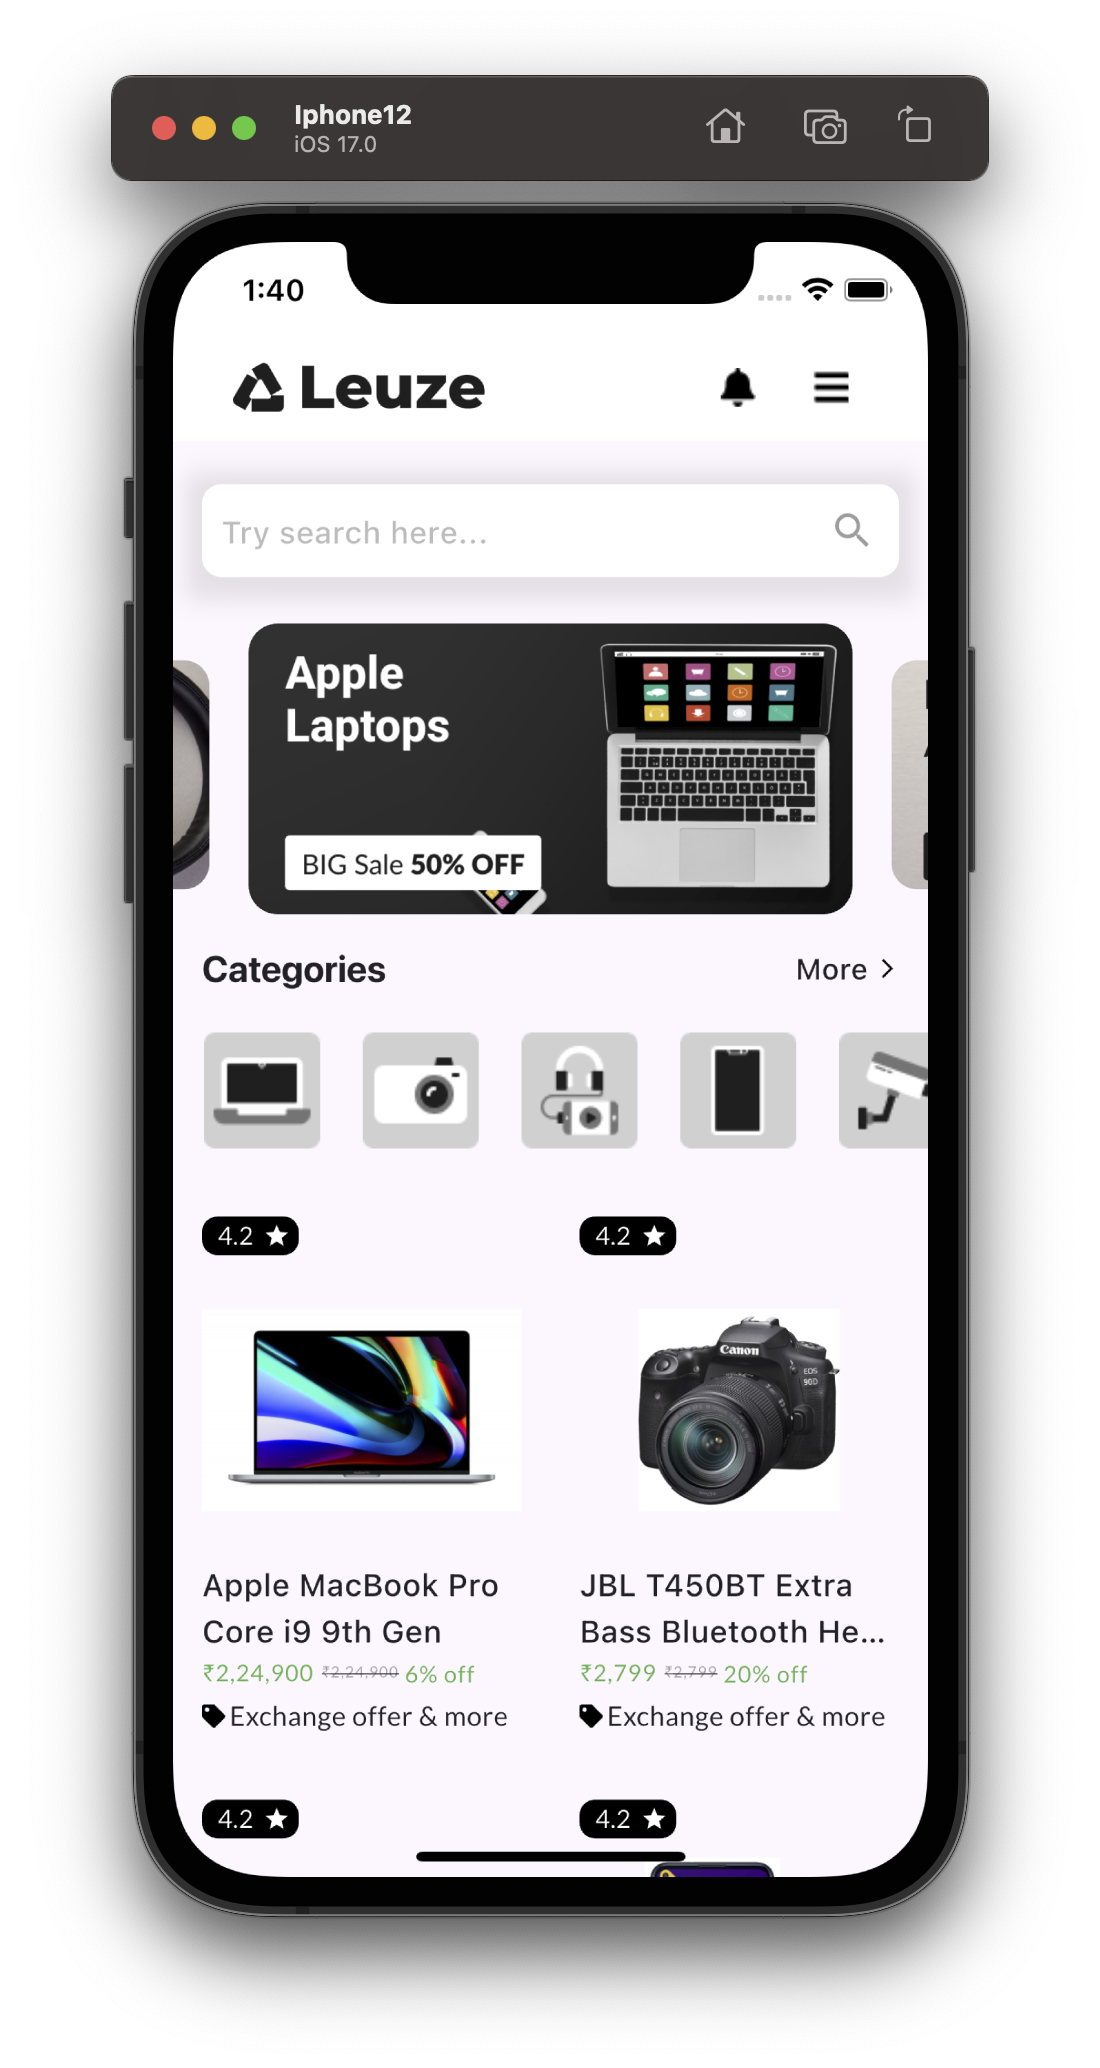 Iphone12
iOS 17.0
1:40
Leuze
Try search here...
Apple
Laptops
BIG Sale 50% OFF
Categories
More
4.2
4.2
Canon
EOS
90D
Apple MacBook Pro
Core i9 9th Gen
₹2,24,900 ₹2,24,900 6% off
Exchange offer & more
JBL T450BT Extra
Bass Bluetooth He...
₹2,799 ₹2,799 20% off
Exchange offer & more
4.2
4.2